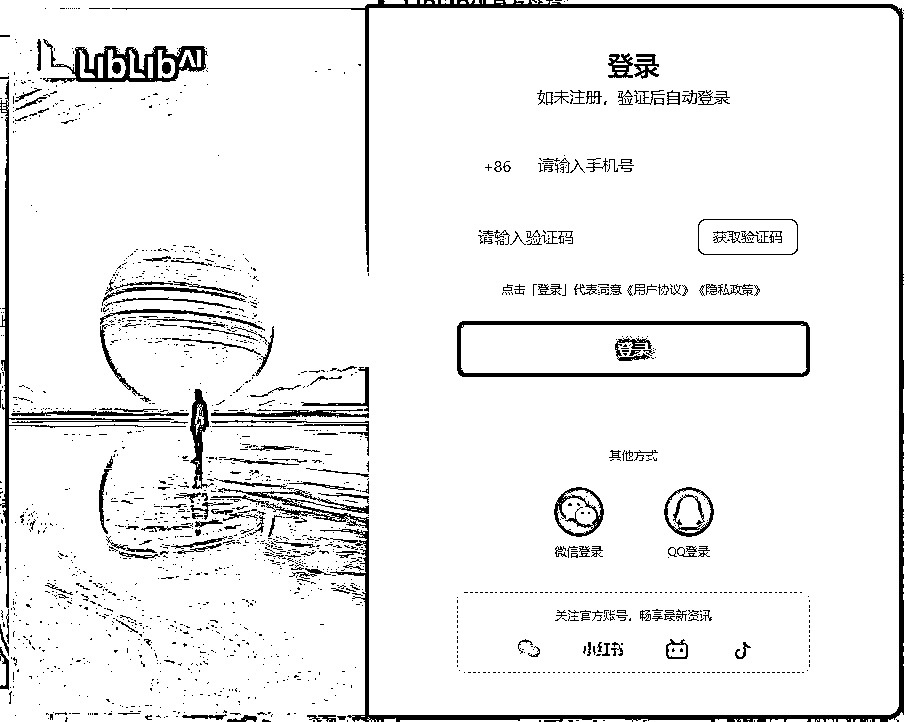 LIBLIBAI
登录
如未注册，验证后自动登录
+86 请输入手机号
请输入验证码 获取验证码
点击「登录」代表同意《用户协议》《隐私政策》
登录
其他方式
微信登录 QQ登录
关注官方账号，畅享最新资讯
小红书